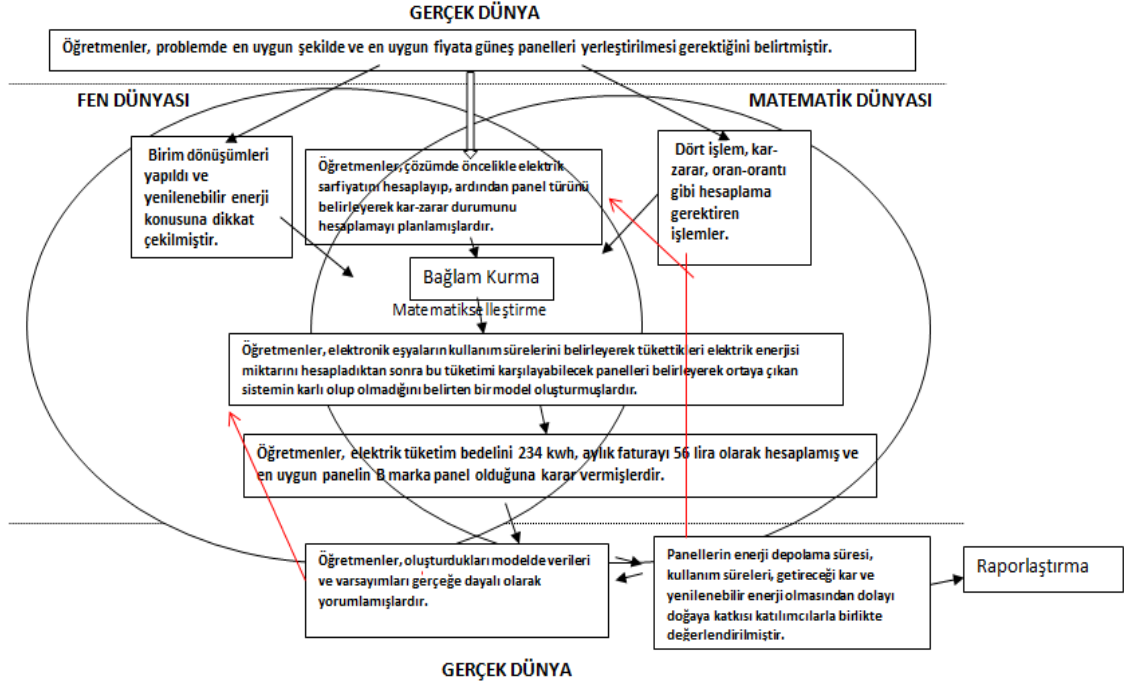 GERÇEK DÜNYA
Öğretmenler, problemde en uygun şekilde ve en uygun fiyata güneş panelleri yerleştirilmesi gerektiğini belirtmiştir.
FEN DÜNYASI
MATEMATİK DÜNYASI
Birim dönüşümleri
yapıldı ve
yenilenebilir enerji
konusuna dikkat
çekilmiştir.
Öğretmenler, çözümde öncelikle elektrik
sarfiyatını hesaplayıp, ardından panel türünü
belirleyerek kar-zarar durumunu
hesaplamayı planlamışlardır.
Dört işlem, kar-
zarar, oran-orantı
gibi hesaplama
gerektiren
işlemler.
Bağlam Kurma
Matematikselleştirme
Öğretmenler, elektronik eşyaların kullanım sürelerini belirleyerek tükettikleri elektrik enerjisi
miktarını hesapladıktan sonra bu tüketimi karşılayabilecek panelleri belirleyerek ortaya çıkan
sistemin karlı olup olmadığını belirten bir model oluşturmuşlardır.
Öğretmenler, elektrik tüketim bedelini 234 kwh, aylık faturayı 56 lira olarak hesaplamış ve
en uygun panelin B marka panel olduğuna karar vermişlerdir.
Öğretmenler, oluşturdukları modelde verileri
ve varsayımları gerçeğe dayalı olarak
yorumlamışlardır.
Panellerin enerji depolama süresi,
kullanım süreleri, getireceği kar ve
yenilenebilir enerji olmasından dolayı
doğaya katkısı katılımcılarla birlikte
değerlendirilmiştir.
Raporlaştırma
GERÇEK DÜNYA